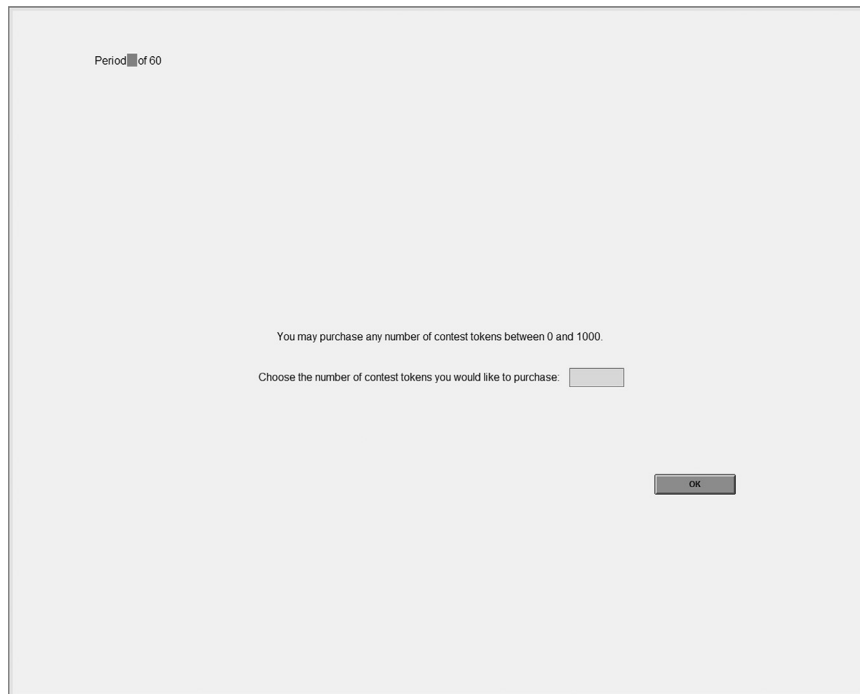 Period of 60
You may purchase any number of contest tokens between 0 and 1000.
Choose the number of contest tokens you would like to purchase:
OK